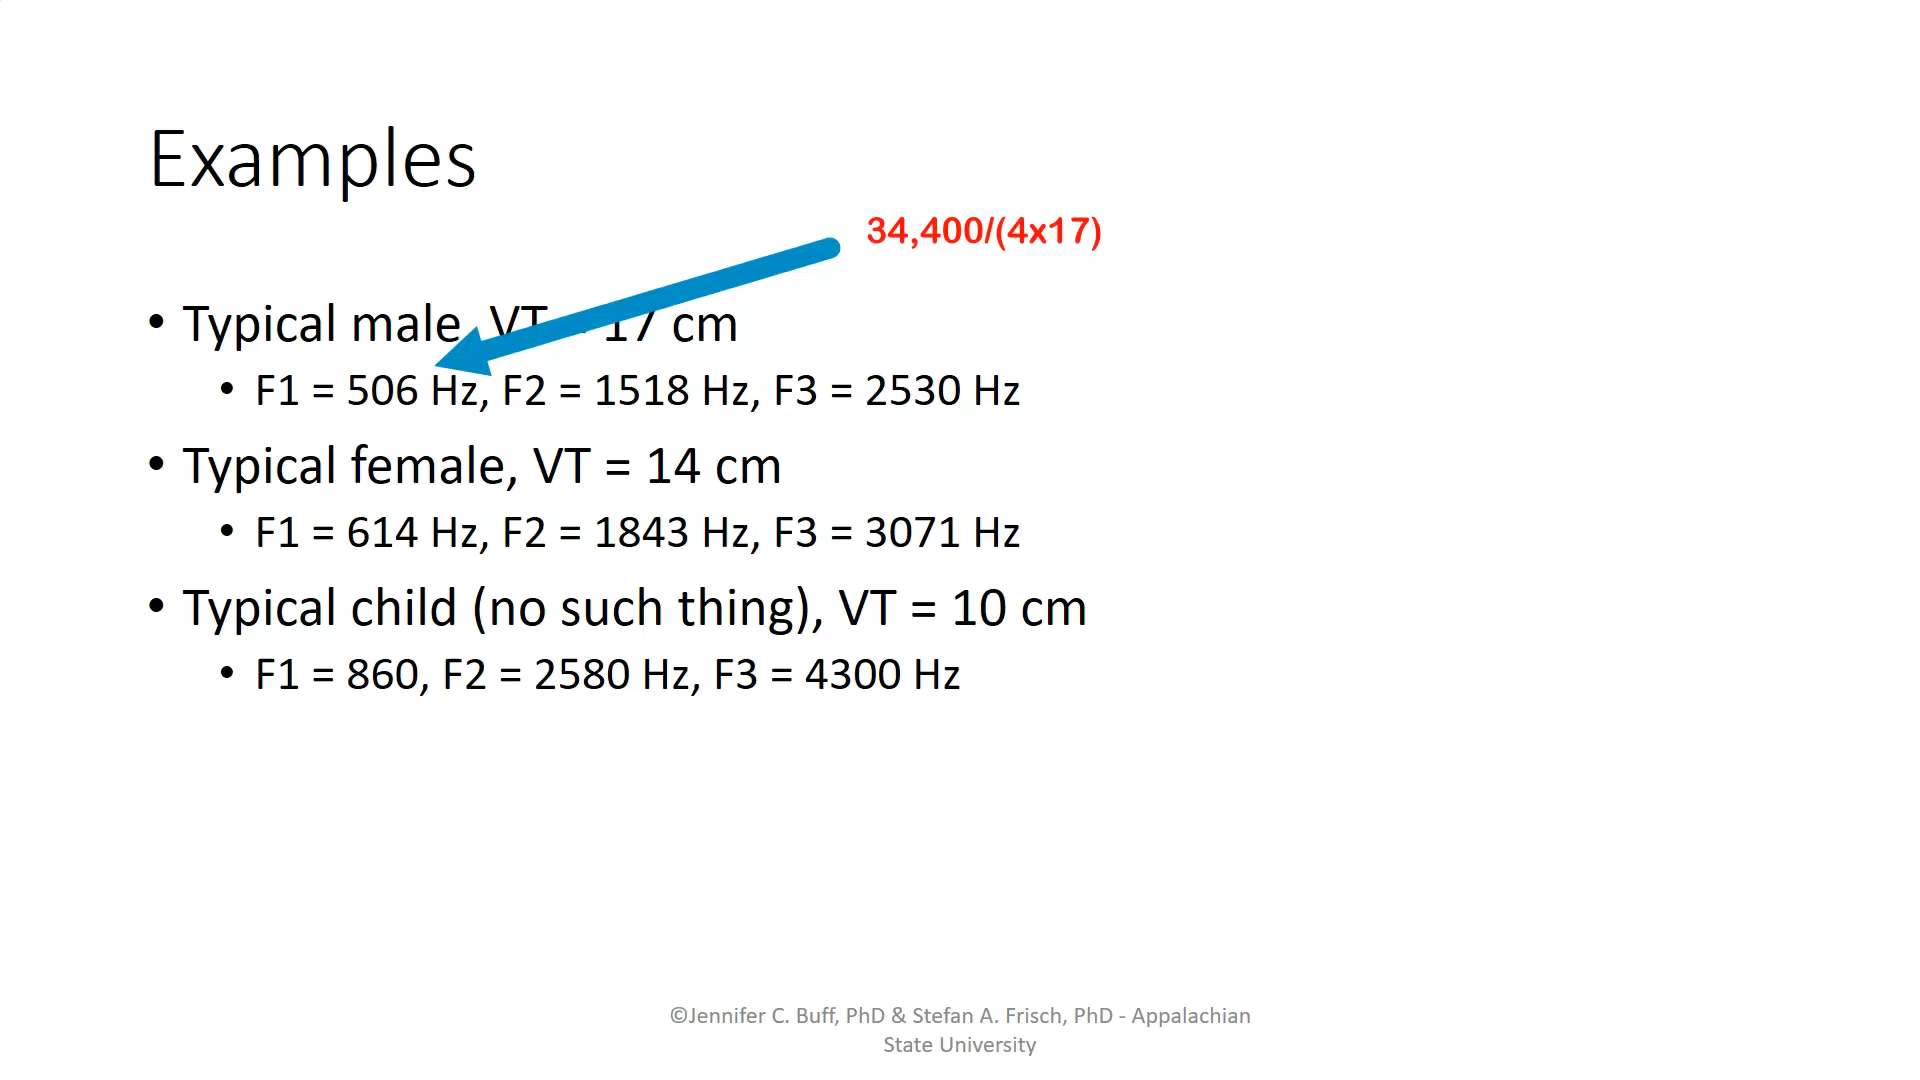 Examples
34,400/(4x17)
• Typical male, VT = 17 cm
• F1 = 506 Hz, F2 = 1518 Hz, F3 = 2530 Hz
• Typical female, VT = 14 cm
• F1 = 614 Hz, F2 = 1843 Hz, F3 = 3071 Hz
• Typical child (no such thing), VT = 10 cm
• F1 = 860, F2 = 2580 Hz, F3 = 4300 Hz
©Jennifer C. Buff, PhD & Stefan A. Frisch, PhD - Appalachian
State University